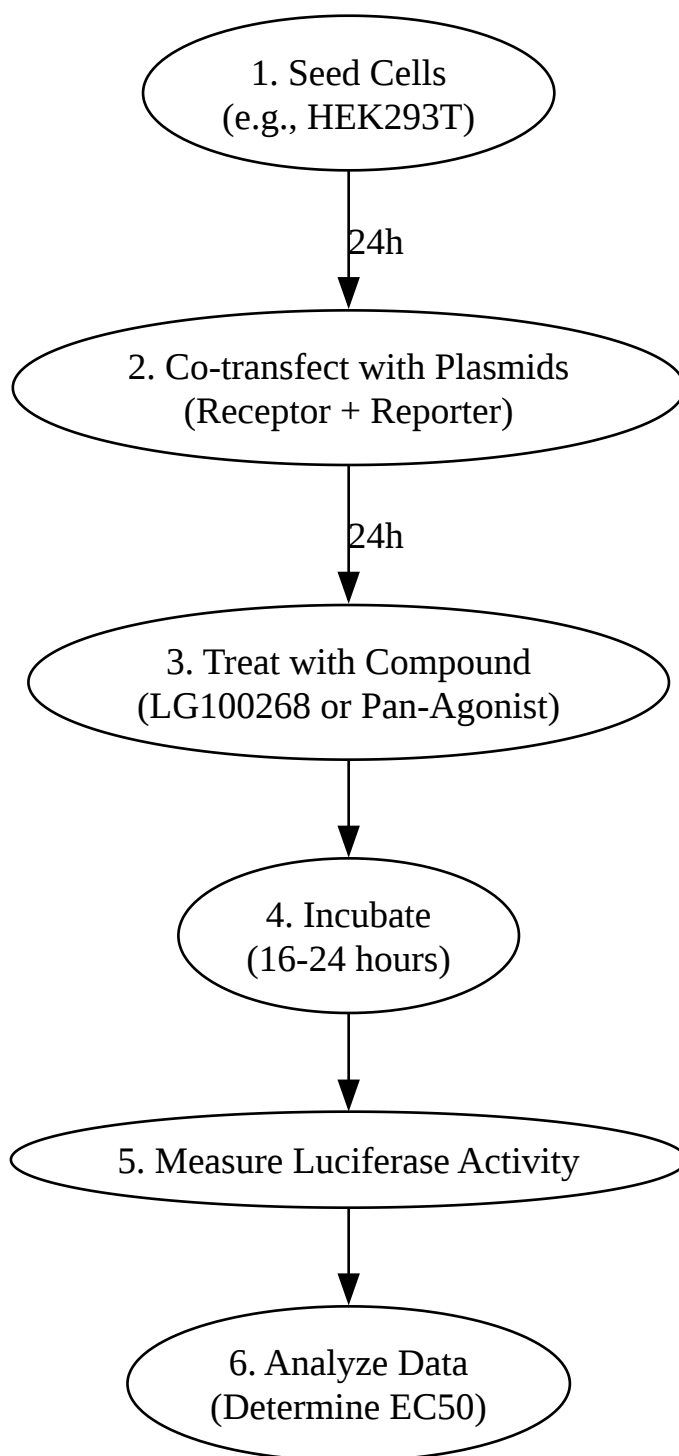 1. Seed Cells
(e.g., HEK293T)
24h
2. Co-transfect with Plasmids
(Receptor + Reporter)
24h
3. Treat with Compound
(LG100268 or Pan-Agonist)
4. Incubate
(16-24 hours)
5. Measure Luciferase Activity
6. Analyze Data
(Determine EC50)